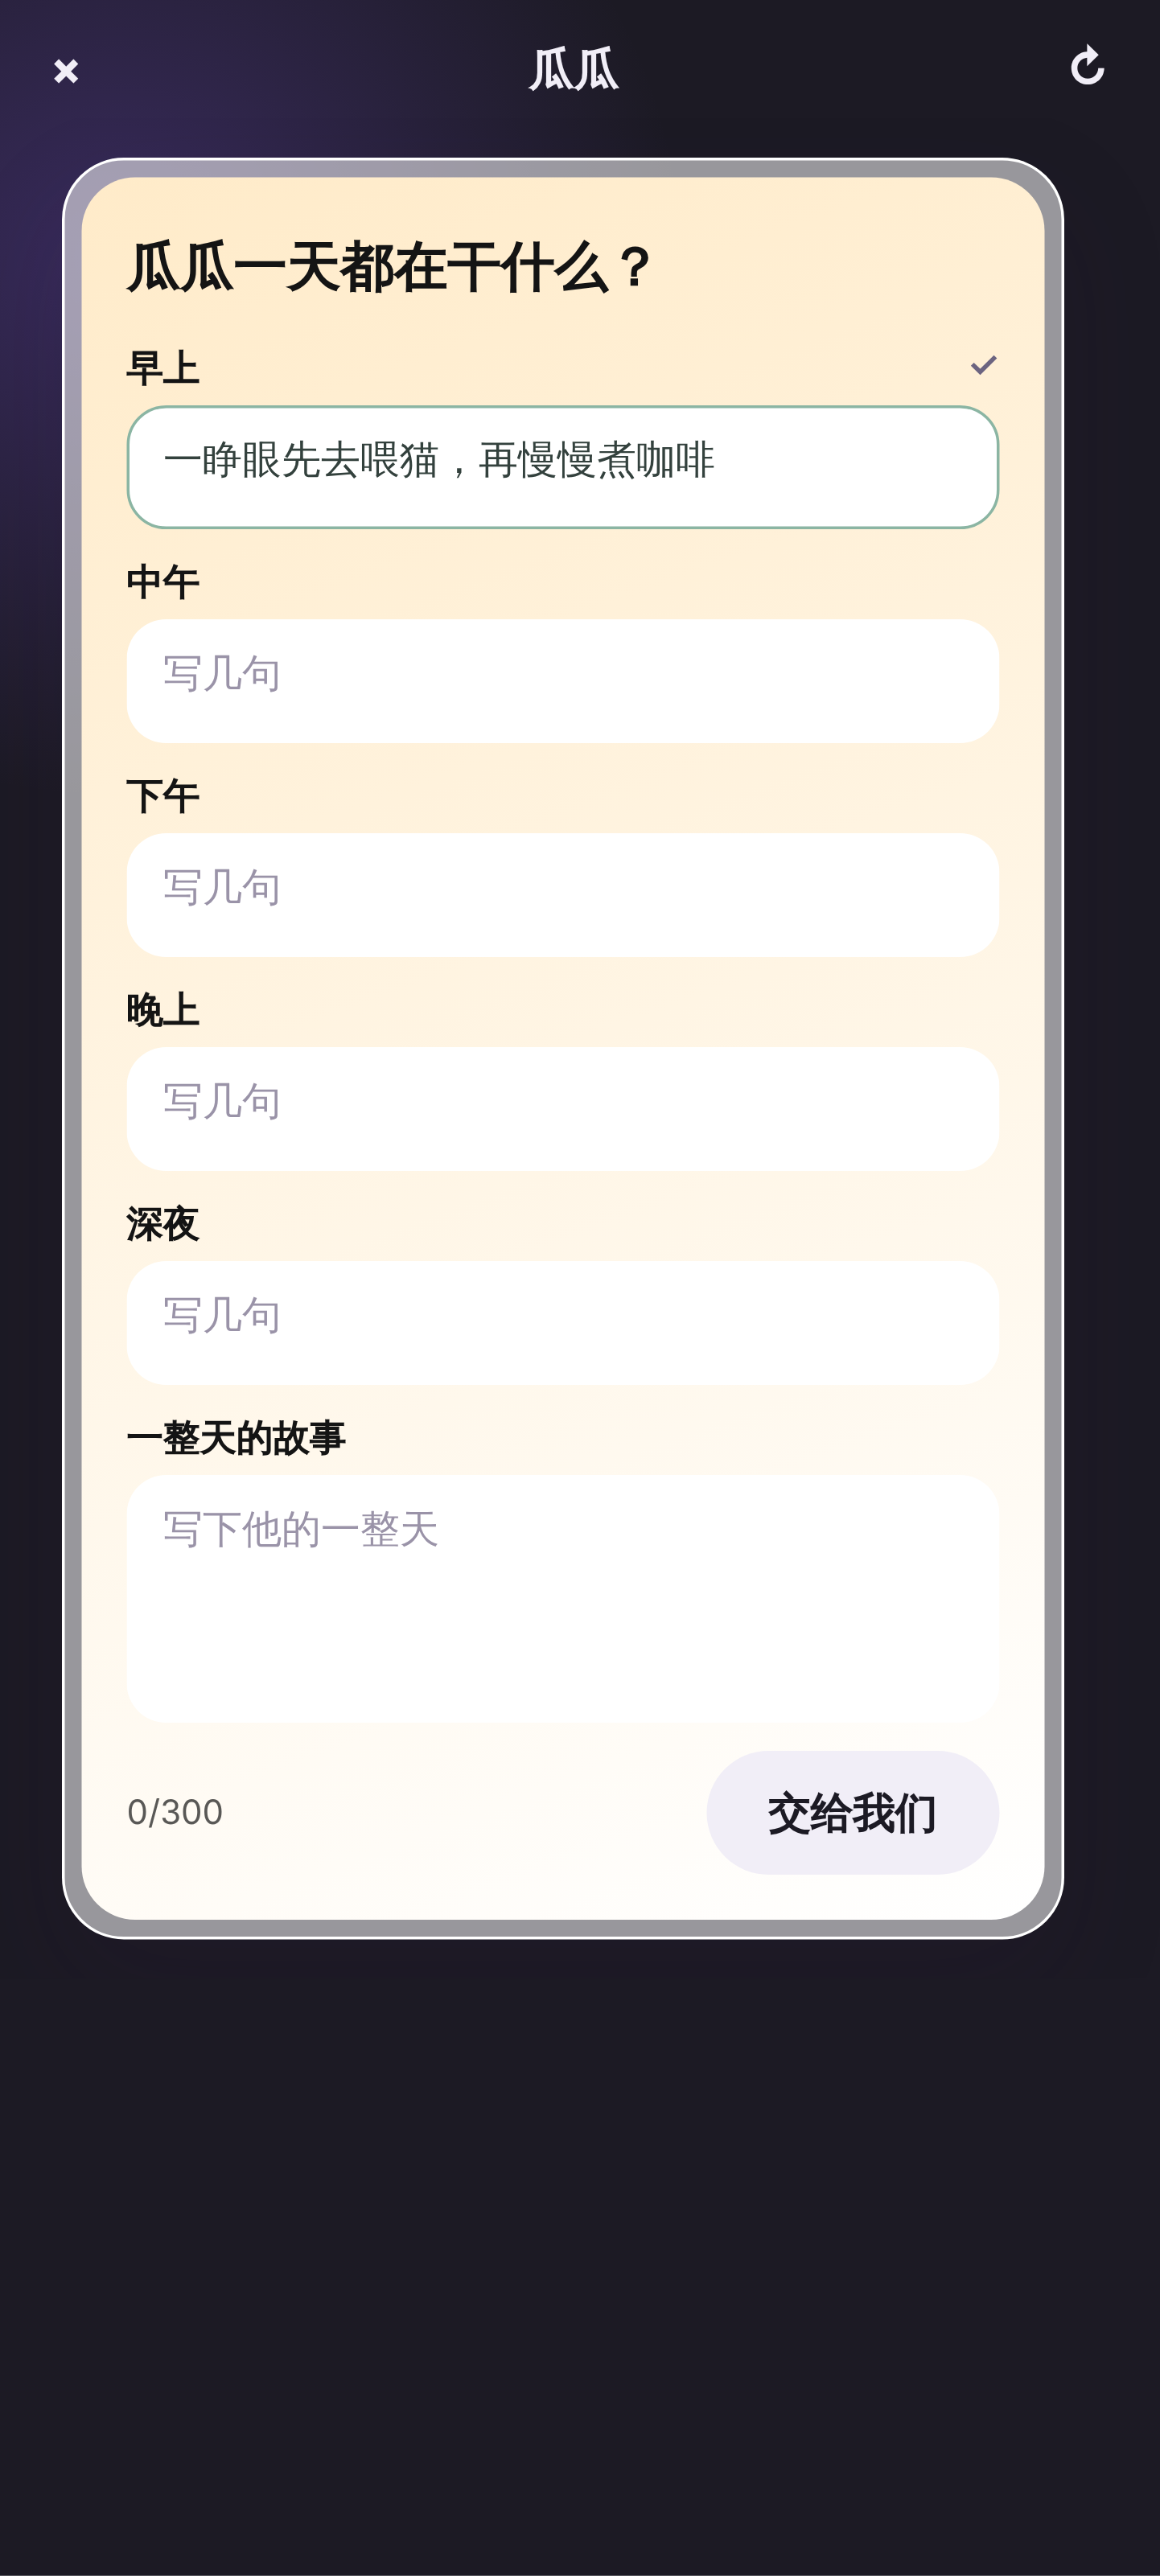 瓜瓜
瓜瓜一天都在干什么？
早上
一睁眼先去喂猫，再慢慢煮咖啡
中午
写几句
下午
写几句
晚上
写几句
深夜
写几句
一整天的故事
写下他的一整天
0/300
交给我们